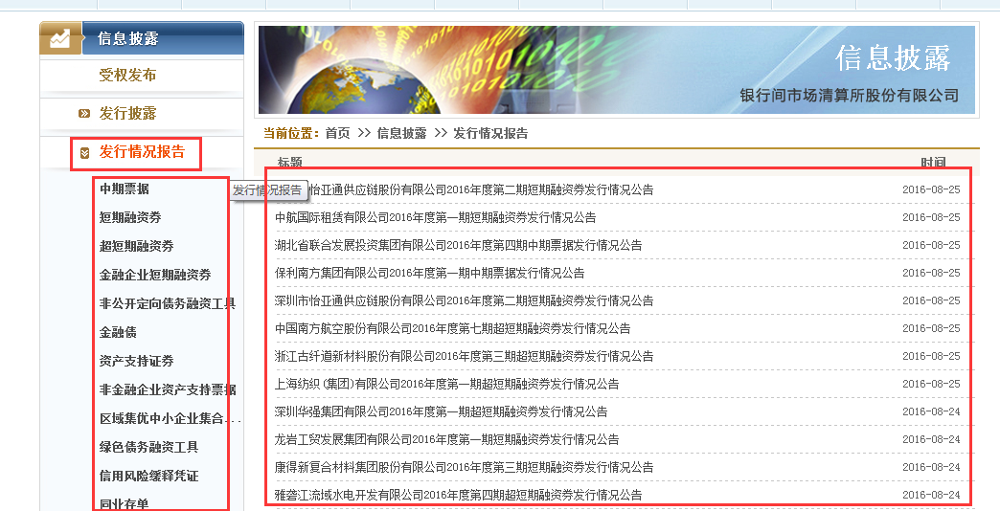 信息披露
受权发布
发行披露
发行情况报告
中期票据
短期融资券
超短期融资券
金融企业短期融资券
非公开定向债务融资工具
金融债
资产支持证券
非金融企业资产支持票据
区域集优中小企业集合...
绿色债务融资工具
信用风险缓释凭证
同业存单
信息披露
银行间市场清算所股份有限公司
当前位置：首页 >> 信息披露 >> 发行情况报告
标题 时间
发行情况报告
怡亚通供应链股份有限公司2016年度第二期短期融资券发行情况公告 2016-08-25
中航国际租赁有限公司2016年度第一期短期融资券发行情况公告 2016-08-25
湖北省联合发展投资集团有限公司2016年度第四期中期票据发行情况公告 2016-08-25
保利南方集团有限公司2016年度第一期中期票据发行情况公告 2016-08-25
深圳市怡亚通供应链股份有限公司2016年度第二期短期融资券发行情况公告 2016-08-25
中国南方航空股份有限公司2016年度第七期超短期融资券发行情况公告 2016-08-25
浙江古纤道新材料股份有限公司2016年度第三期超短期融资券发行情况公告 2016-08-25
上海纺织(集团)有限公司2016年度第一期超短期融资券发行情况公告 2016-08-25
深圳华强集团有限公司2016年度第一期超短期融资券发行情况公告 2016-08-24
龙岩工贸发展集团有限公司2016年度第一期短期融资券发行情况公告 2016-08-24
康得新复合材料集团股份有限公司2016年度第三期短期融资券发行情况公告 2016-08-24
雅砻江流域水电开发有限公司2016年度第四期超短期融资券发行情况公告 2016-08-24